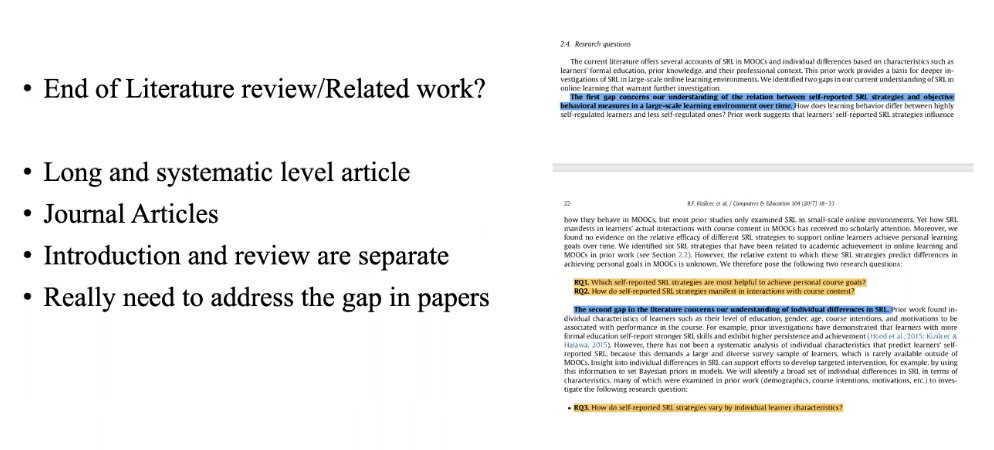 • End of Literature review/Related work?
• Long and systematic level article
• Journal Articles
• Introduction and review are separate
• Really need to address the gap in papers
2.4. Research questions
The current literature offers several accounts of SRL in MOOCs and individual differences based on characteristics such as
learners' formal education, prior knowledge, and their professional context. This prior work provides a basis for deeper in-
vestigations of SRL in large-scale online learning environments. We identified two gaps in our current understanding of SRL in
online learning that warrant further investigation.
The first gap concerns our understanding of the relation between self-reported SRL strategies and objective
behavioral measures in a large-scale learning environment over time. How does learning behavior differ between highly
self-regulated learners and less self-regulated ones? Prior work suggests that learners' self-reported SRL strategies influence
22
R.F. Kizilcec et al. / Computers & Education 104 (2017) 18–33
how they behave in MOOCs, but most prior studies only examined SRL in small-scale online environments. Yet how SRL
manifests in learners' actual interactions with course content in MOOCs has received no scholarly attention. Moreover, we
found no evidence on the relative efficacy of different SRL strategies to support online learners achieve personal learning
goals over time. We identified six SRL strategies that have been related to academic achievement in online learning and
MOOCs in prior work (see Section 2.2). However, the relative extent to which these SRL strategies predict differences in
achieving personal goals in MOOCs is unknown. We therefore pose the following two research questions:
RQ1. Which self-reported SRL strategies are most helpful to achieve personal course goals?
RQ2. How do self-reported SRL strategies manifest in interactions with course content?
The second gap in the literature concerns our understanding of individual differences in SRL. Prior work found in-
dividual characteristics of learners such as their level of education, gender, age, course intentions, and motivations to be
associated with performance in the course. For example, prior investigations have demonstrated that learners with more
formal education self-report stronger SRL skills and exhibit higher persistence and achievement (Hood et al., 2015; Kizilcec &
Halawa, 2015). However, there has not been a systematic analysis of individual characteristics that predict learners' self-
reported SRL, because this demands a large and diverse survey sample of learners, which is rarely available outside of
MOOCs. Insight into individual differences in SRL can support efforts to develop targeted intervention, for example, by using
this information to set Bayesian priors in models. We will identify a broad set of individual differences in SRL in terms of
characteristics, many of which were examined in prior work (demographics, course intentions, motivations, etc.) to inves-
tigate the following research question:
• RQ3. How do self-reported SRL strategies vary by individual learner characteristics?